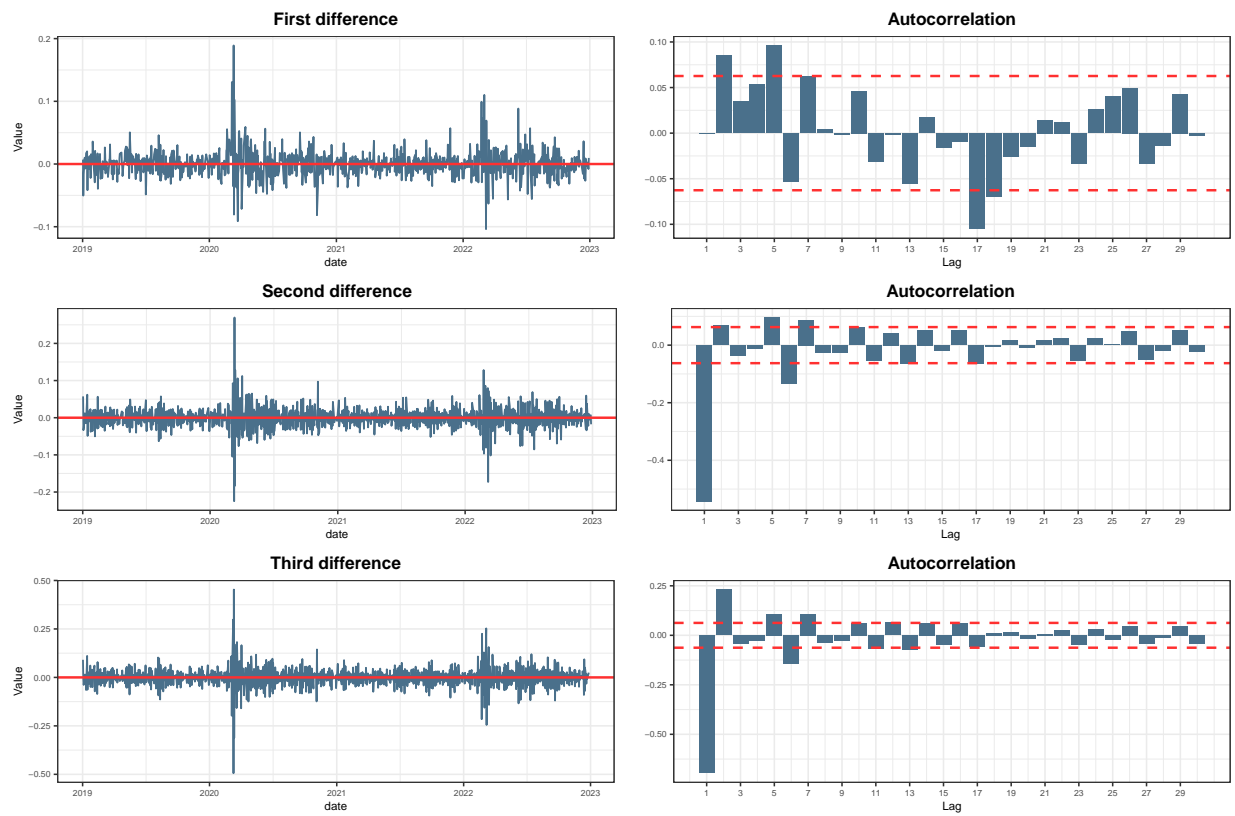 First difference
Value
0.2
0.1
0.0
−0.1
2019 2020 2021 2022 2023
date
Autocorrelation
0.10
0.05
0.00
−0.05
−0.10
1 3 5 7 9 11 13 15 17 19 21 23 25 27 29
Lag
Second difference
Value
0.2
0.1
0.0
−0.1
−0.2
2019 2020 2021 2022 2023
date
Autocorrelation
0.0
−0.2
−0.4
1 3 5 7 9 11 13 15 17 19 21 23 25 27 29
Lag
Third difference
Value
0.50
0.25
0.00
−0.25
−0.50
2019 2020 2021 2022 2023
date
Autocorrelation
0.25
0.00
−0.25
−0.50
1 3 5 7 9 11 13 15 17 19 21 23 25 27 29
Lag